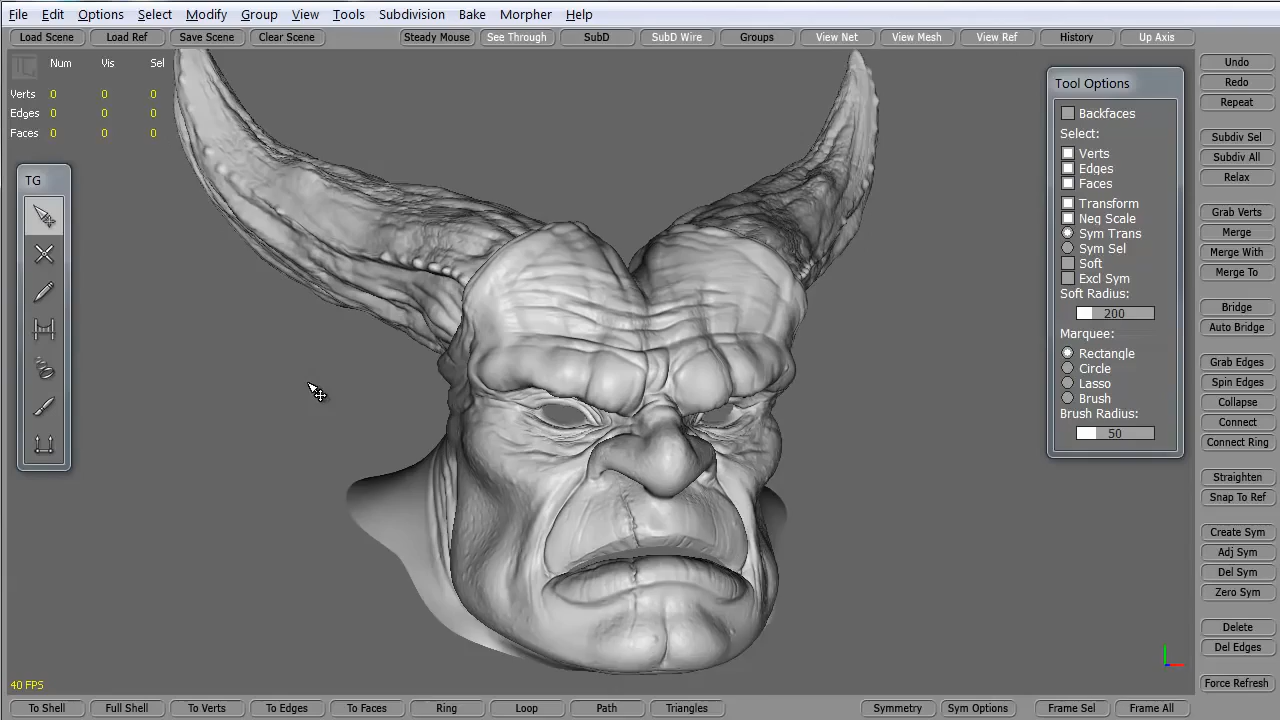 File Edit Options Select Modify Group View Tools Subdivision Bake Morpher Help
Load Scene Load Ref Save Scene Clear Scene Steady Mouse See Through SubD SubD Wire Groups View Net View Mesh View Ref History Up Axis
Num Vis Sel
Verts 0 0 0
Edges 0 0 0
Faces 0 0 0
TG
Tool Options
Backfaces
Select:
Verts
Edges
Faces
Transform
Neg Scale
Sym Trans
Sym Sel
Soft
Excl Sym
Soft Radius:
200
Marquee:
Rectangle
Circle
Lasso
Brush
Brush Radius:
50
Undo
Redo
Repeat
Subdiv Sel
Subdiv All
Relax
Grab Verts
Merge
Merge With
Merge To
Bridge
Auto Bridge
Grab Edges
Spin Edges
Collapse
Connect
Connect Ring
Straighten
Snap To Ref
Create Sym
Adj Sym
Del Sym
Zero Sym
Delete
Del Edges
Force Refresh
40 FPS
To Shell Full Shell To Verts To Edges To Faces Ring Loop Path Triangles Symmetry Sym Options Frame Sel Frame All